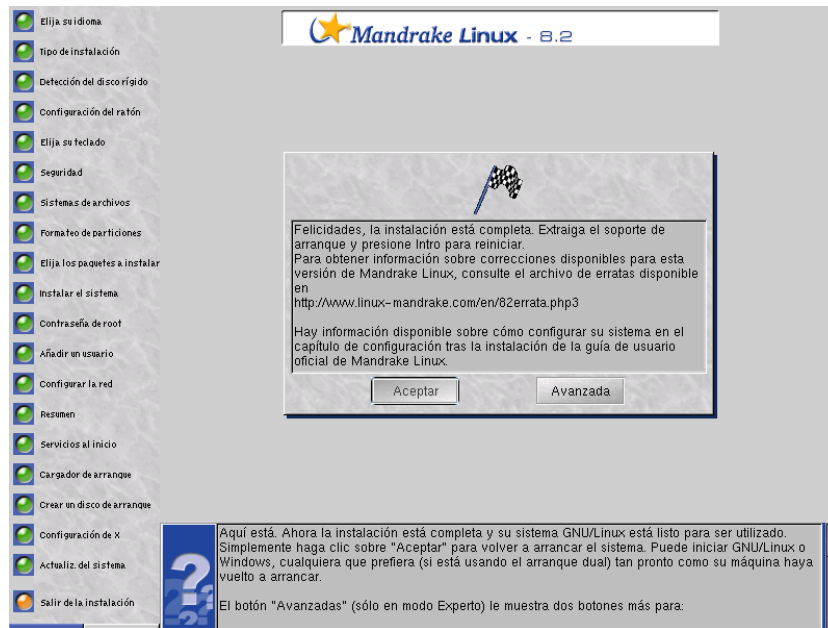 Elija su idioma
Tipo de instalación
Detección del disco rígido
Configuración del ratón
Elija su teclado
Seguridad
Sistemas de archivos
Formateo de particiones
Elija los paquetes a instalar
Instalar el sistema
Contraseña de root
Añadir un usuario
Configurar la red
Resumen
Servicios al inicio
Cargador de arranque
Crear un disco de arranque
Configuración de X
Actualiz. del sistema
Salir de la instalación
Mandrake Linux - 8.2
Felicidades, la instalación está completa. Extraiga el soporte de
arranque y presione Intro para reiniciar.
Para obtener información sobre correcciones disponibles para esta
versión de Mandrake Linux, consulte el archivo de erratas disponible
en
http://www.linux-mandrake.com/en/82errata.php3
Hay información disponible sobre cómo configurar su sistema en el
capítulo de configuración tras la instalación de la guía de usuario
oficial de Mandrake Linux.
Aceptar
Avanzada
Aquí está. Ahora la instalación está completa y su sistema GNU/Linux está listo para ser utilizado.
Simplemente haga clic sobre "Aceptar" para volver a arrancar el sistema. Puede iniciar GNU/Linux o
Windows, cualquiera que prefiera (si está usando el arranque dual) tan pronto como su máquina haya
vuelto a arrancar.
El botón "Avanzadas" (sólo en modo Experto) le muestra dos botones más para: